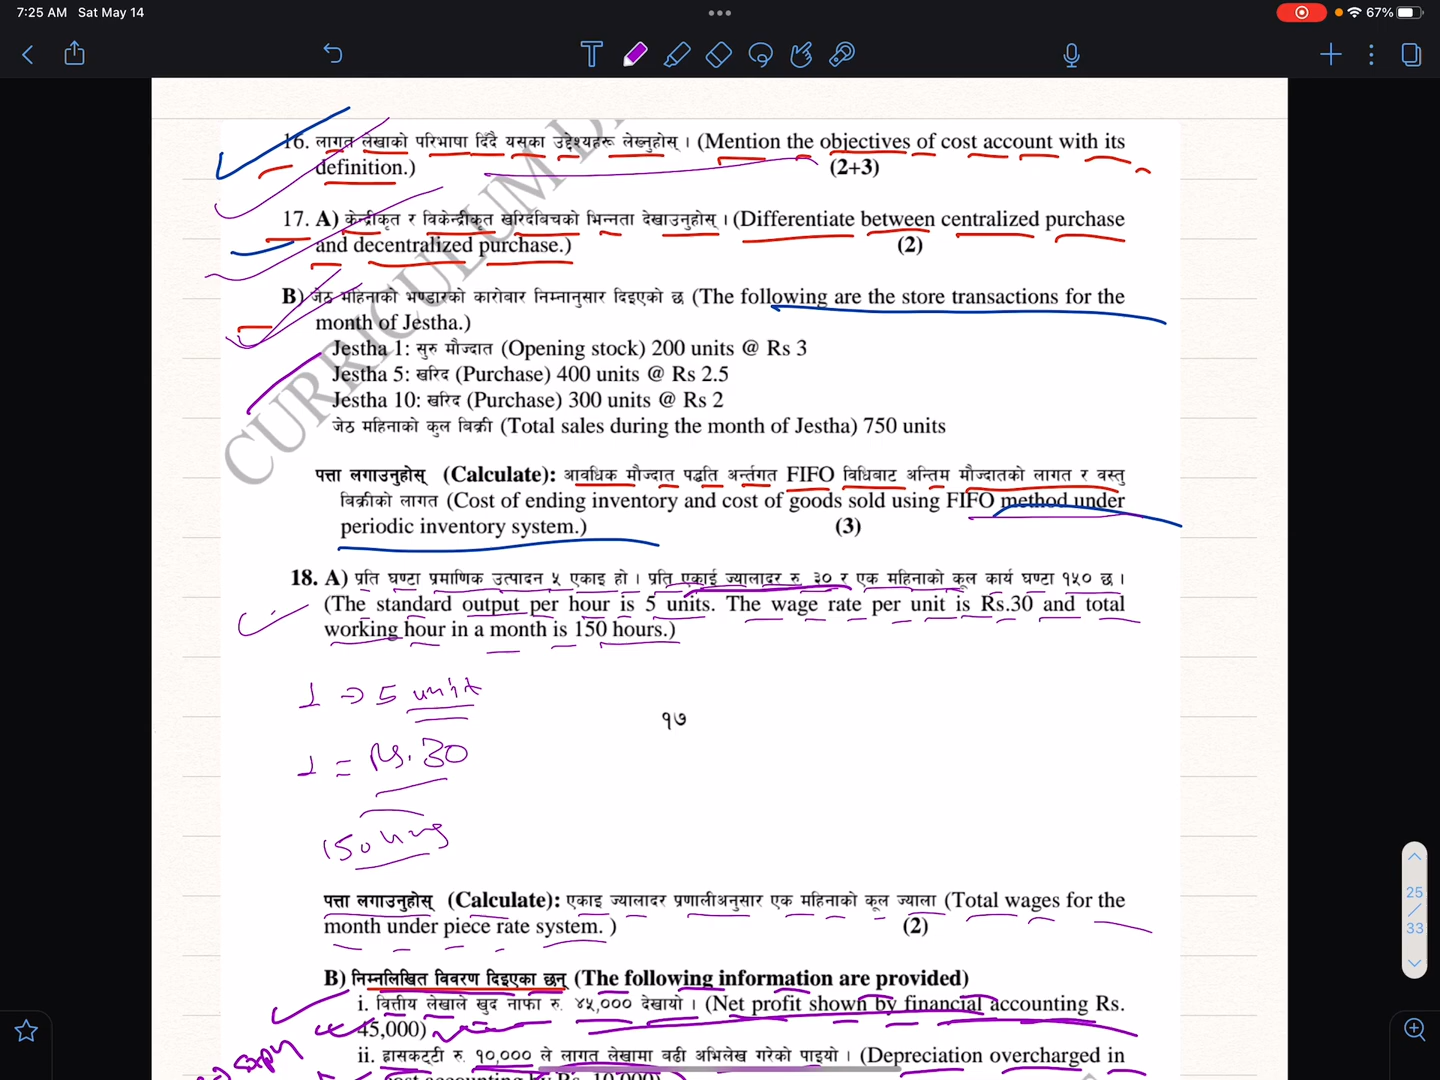 7:25 AM Sat May 14
67%
16. लागत लेखाको परिभाषा दिँदै यसका उद्देश्यहरू लेख्नुहोस् । (Mention the objectives of cost account with its
definition.) (2+3)
17. A) केन्द्रीकृत र विकेन्द्रीकृत खरिदबिचको भिन्नता देखाउनुहोस् । (Differentiate between centralized purchase
and decentralized purchase.) (2)
B) जेठ महिनाको भण्डारको कारोबार निम्नानुसार दिइएको छ (The following are the store transactions for the
month of Jestha.)
Jestha 1: सुरु मौज्दात (Opening stock) 200 units @ Rs 3
Jestha 5: खरिद (Purchase) 400 units @ Rs 2.5
Jestha 10: खरिद (Purchase) 300 units @ Rs 2
जेठ महिनाको कुल बिक्री (Total sales during the month of Jestha) 750 units
पत्ता लगाउनुहोस् (Calculate): आवधिक मौज्दात पद्धति अर्न्तगत FIFO विधिबाट अन्तिम मौज्दातको लागत र वस्तु
बिक्रीको लागत (Cost of ending inventory and cost of goods sold using FIFO method under
periodic inventory system.) (3)
18. A) प्रति घण्टा प्रमाणिक उत्पादन ५ एकाइ हो । प्रति एकाई ज्यालादर रु. ३० र एक महिनाको कूल कार्य घण्टा १५० छ ।
(The standard output per hour is 5 units. The wage rate per unit is Rs.30 and total
working hour in a month is 150 hours.)
1 => 5 unit
१७
1 = Rs. 30
150 hrs
पत्ता लगाउनुहोस् (Calculate): एकाइ ज्यालादर प्रणालीअनुसार एक महिनाको कूल ज्याला (Total wages for the
month under piece rate system. ) (2)
B) निम्नलिखित विवरण दिइएका छन् (The following information are provided)
i. वित्तीय लेखाले खुद नाफा रु. ४५,००० देखायो । (Net profit shown by financial accounting Rs.
45,000)
ii. ह्रासकट्टी रु. १०,००० ले लागत लेखामा बढी अभिलेख गरेको पाइयो । (Depreciation overcharged in
cost accounting by Rs. 10,000)
CURRICULUM
25
33